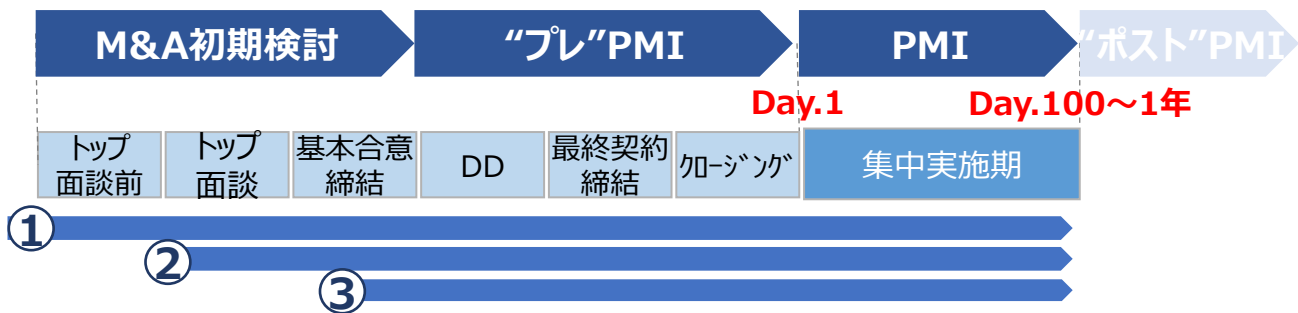 M&A初期検討
“プレ”PMI
PMI
“ポスト”PMI
Day.1
Day.100～1年
トップ
面談前
トップ
面談
基本合意
締結
DD
最終契約
締結
ｸﾛｰｼﾞﾝｸﾞ
集中実施期
①
②
③